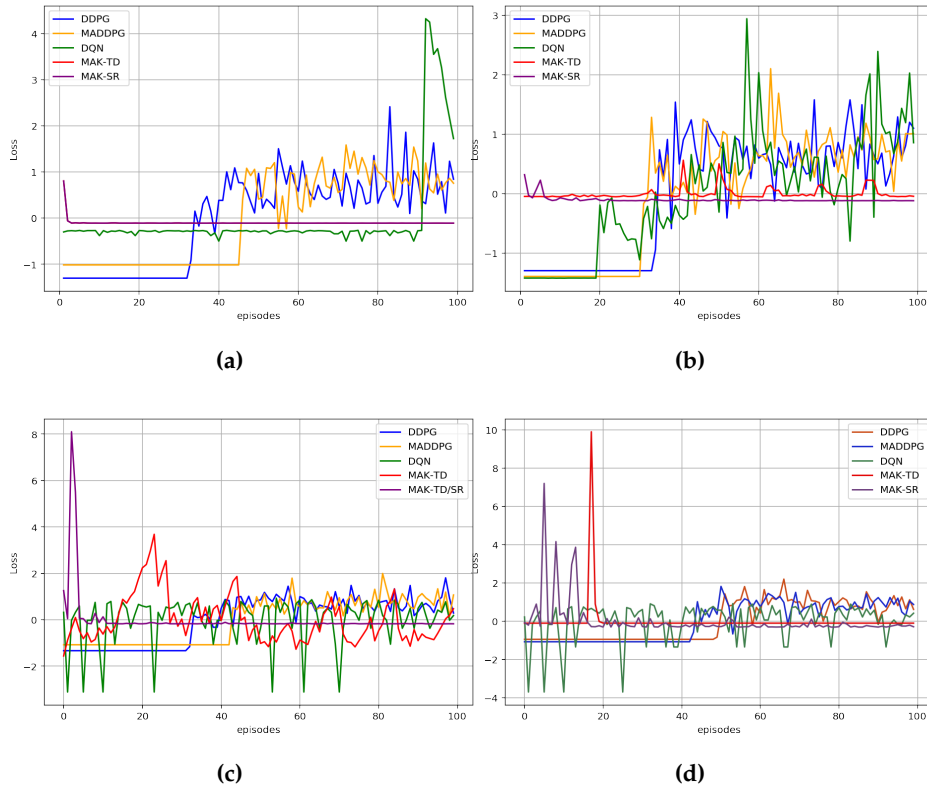 DDPG
MADDPG
DQN
MAK-TD
MAK-SR
4
3
2
1
0
−1
Loss
0
20
40
60
80
100
episodes
(a)
DDPG
MADDPG
DQN
MAK-TD
MAK-SR
3
2
1
0
−1
Loss
0
20
40
60
80
100
episodes
(b)
DDPG
MADDPG
DQN
MAK-TD
MAK-TD/SR
8
6
4
2
0
−2
Loss
0
20
40
60
80
100
episodes
(c)
DDPG
MADDPG
DQN
MAK-TD
MAK-SR
10
8
6
4
2
0
−2
−4
Loss
0
20
40
60
80
100
episodes
(d)